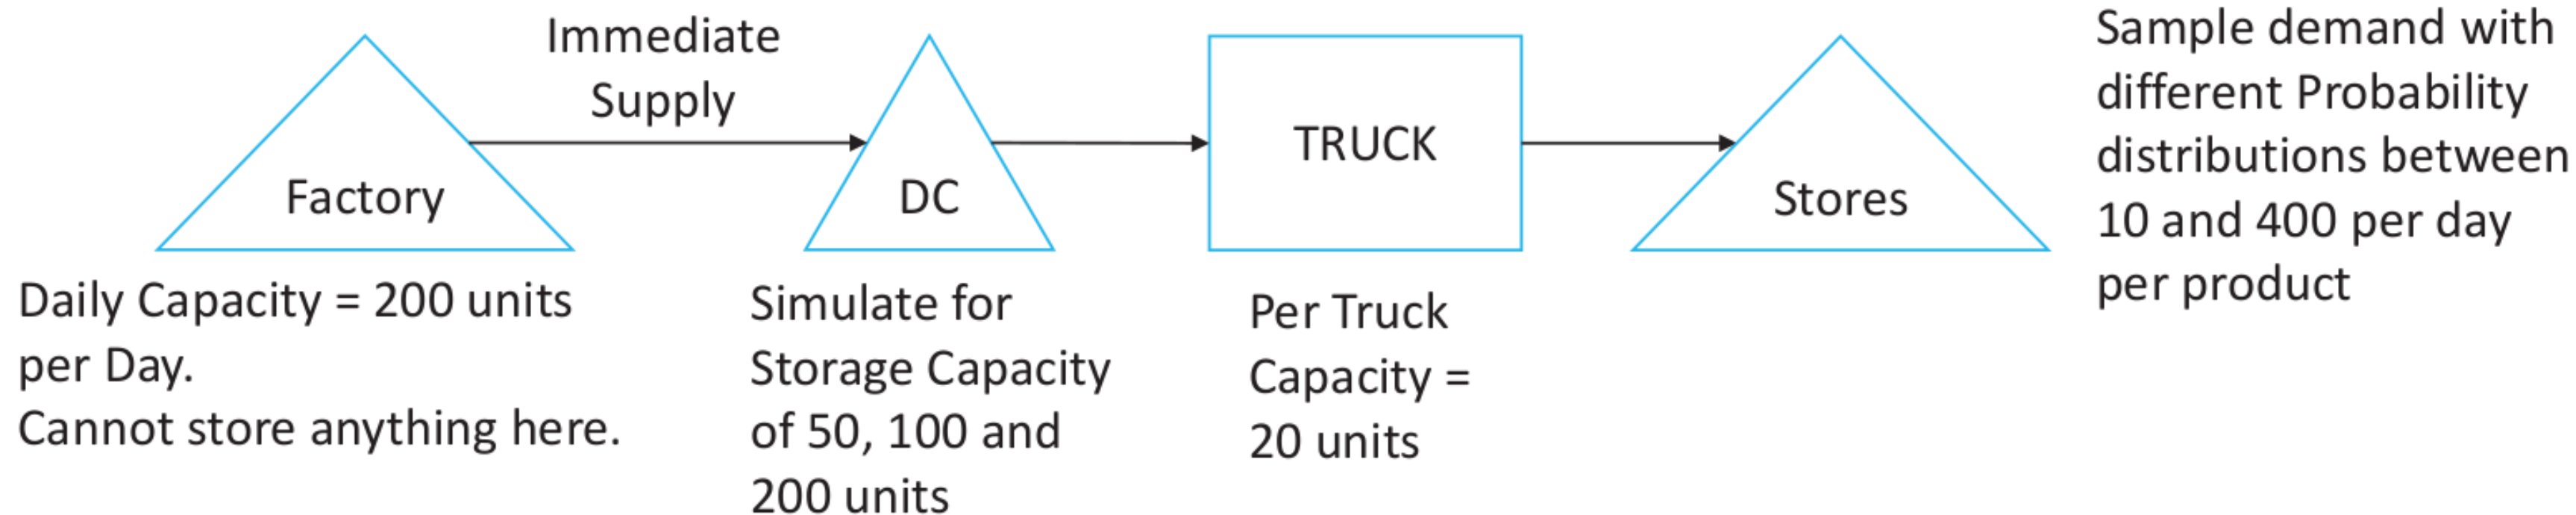 Immediate
Supply
Factory
DC
TRUCK
Stores
Daily Capacity = 200 units
per Day.
Cannot store anything here.
Simulate for
Storage Capacity
of 50, 100 and
200 units
Per Truck
Capacity =
20 units
Sample demand with
different Probability
distributions between
10 and 400 per day
per product